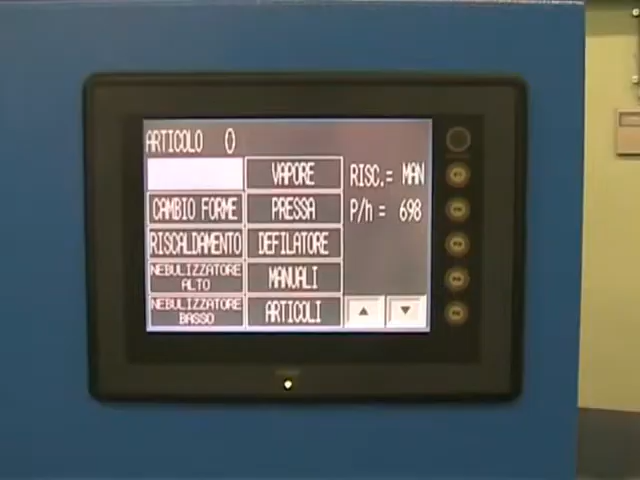 ARTICOLO 0
VAPORE
RISC.= MAN
CAMBIO FORME
PRESSA
P/h = 698
RISCALDAMENTO
DEFILATORE
NEBULIZZATORE
ALTO
MANUALI
NEBULIZZATORE
BASSO
ARTICOLI